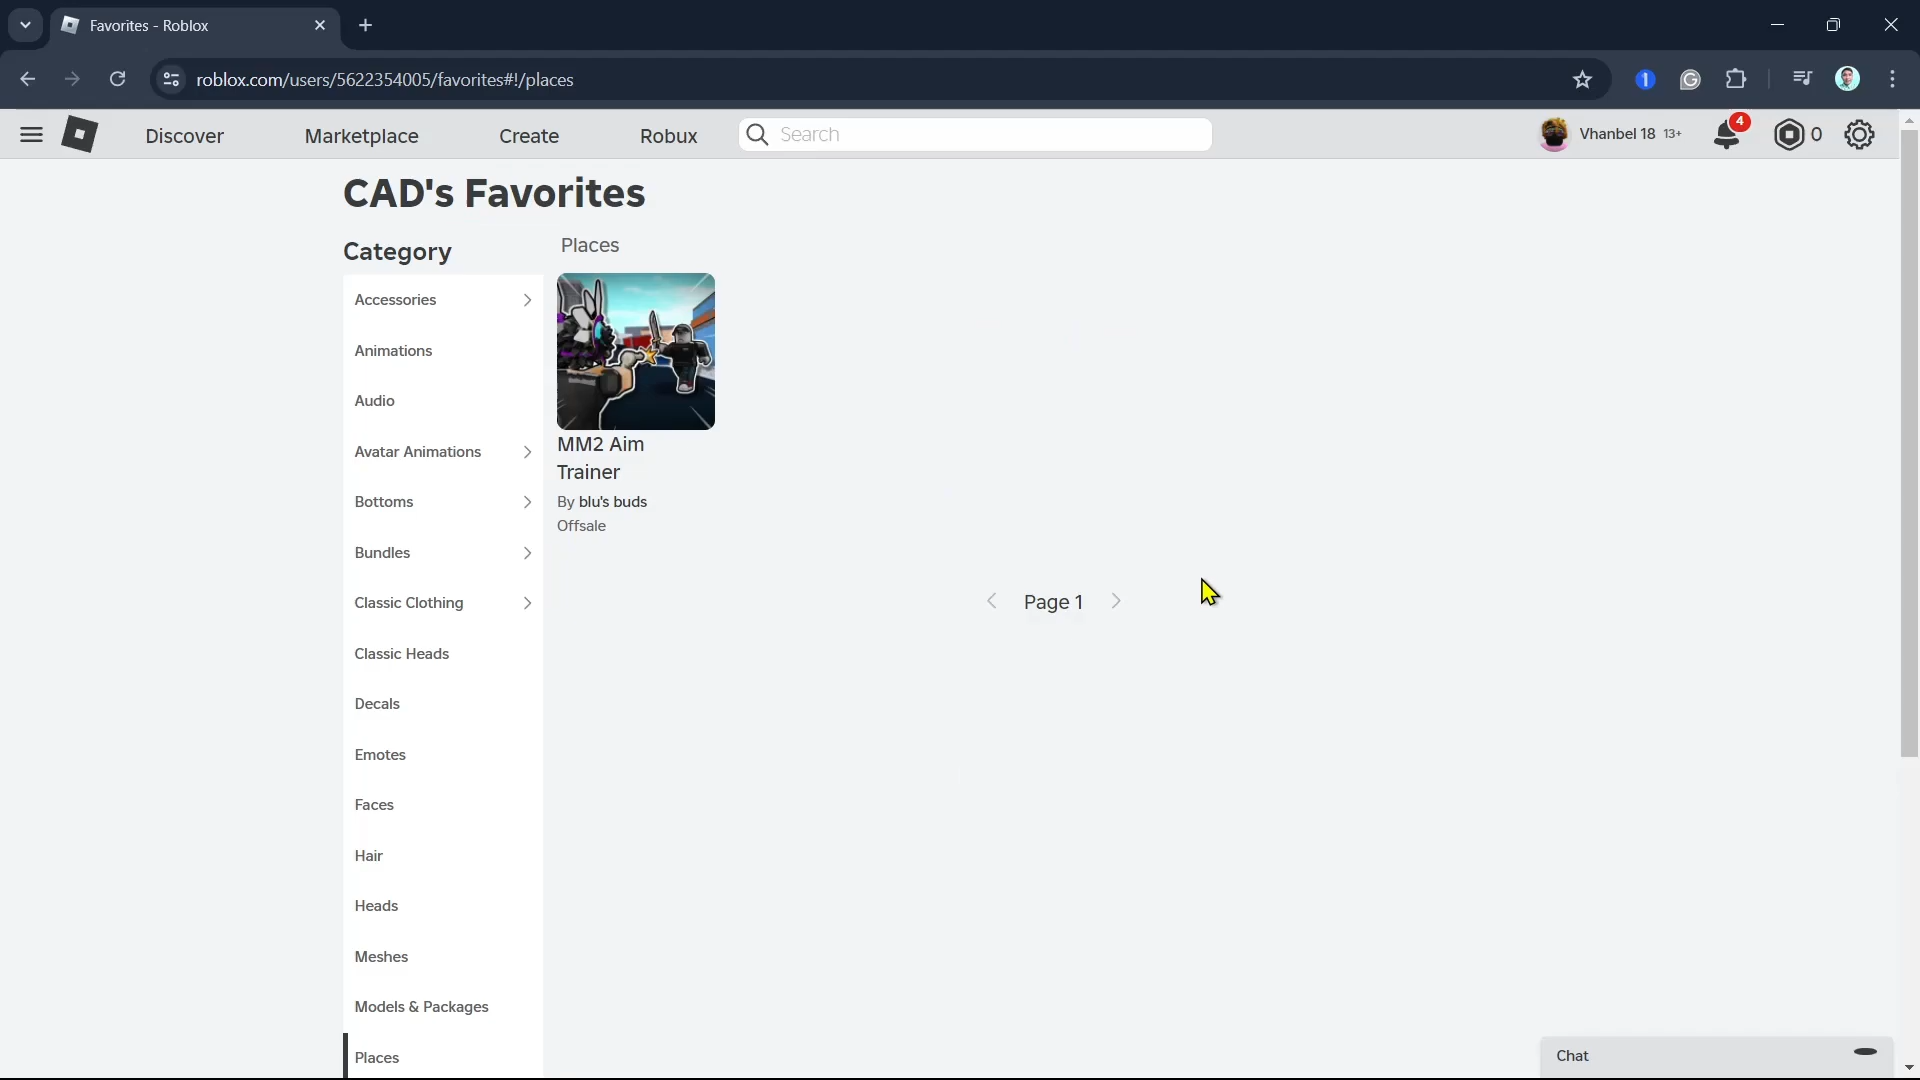 Favorites - Roblox
roblox.com/users/5622354005/favorites#!/places
Discover
Marketplace
Create
Robux
Search
Vhanbel 18 13+
4
0
CAD's Favorites
Category
Accessories
Animations
Audio
Avatar Animations
Bottoms
Bundles
Classic Clothing
Classic Heads
Decals
Emotes
Faces
Hair
Heads
Meshes
Models & Packages
Places
Places
MM2 Aim
Trainer
By blu's buds
Offsale
Page 1
Chat